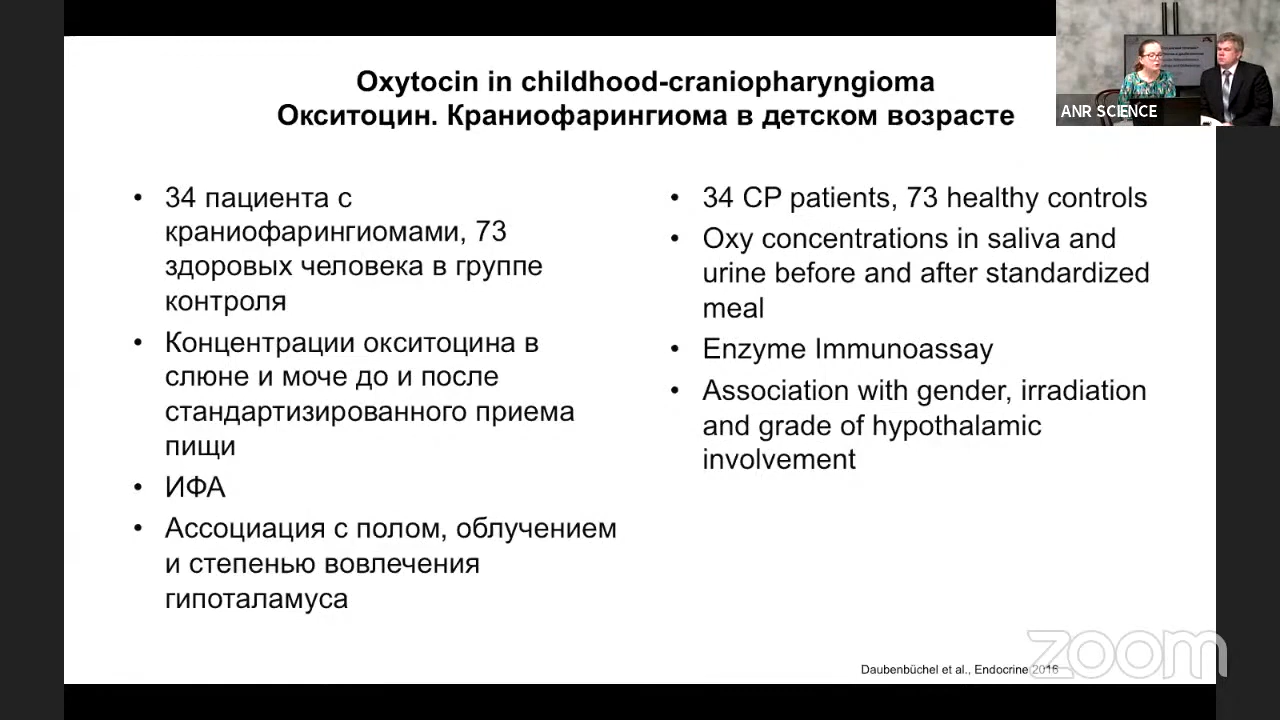 Oxytocin in childhood-craniopharyngioma
Окситоцин. Краниофарингиома в детском возрасте
ANR SCIENCE
• 34 пациента с
краниофарингиомами, 73
здоровых человека в группе
контроля
• Концентрации окситоцина в
слюне и моче до и после
стандартизированного приема
пищи
• ИФА
• Ассоциация с полом, облучением
и степенью вовлечения
гипоталамуса
• 34 CP patients, 73 healthy controls
• Oxy concentrations in saliva and
urine before and after standardized
meal
• Enzyme Immunoassay
• Association with gender, irradiation
and grade of hypothalamic
involvement
Daubenbüchel et al., Endocrine 2016
zoom